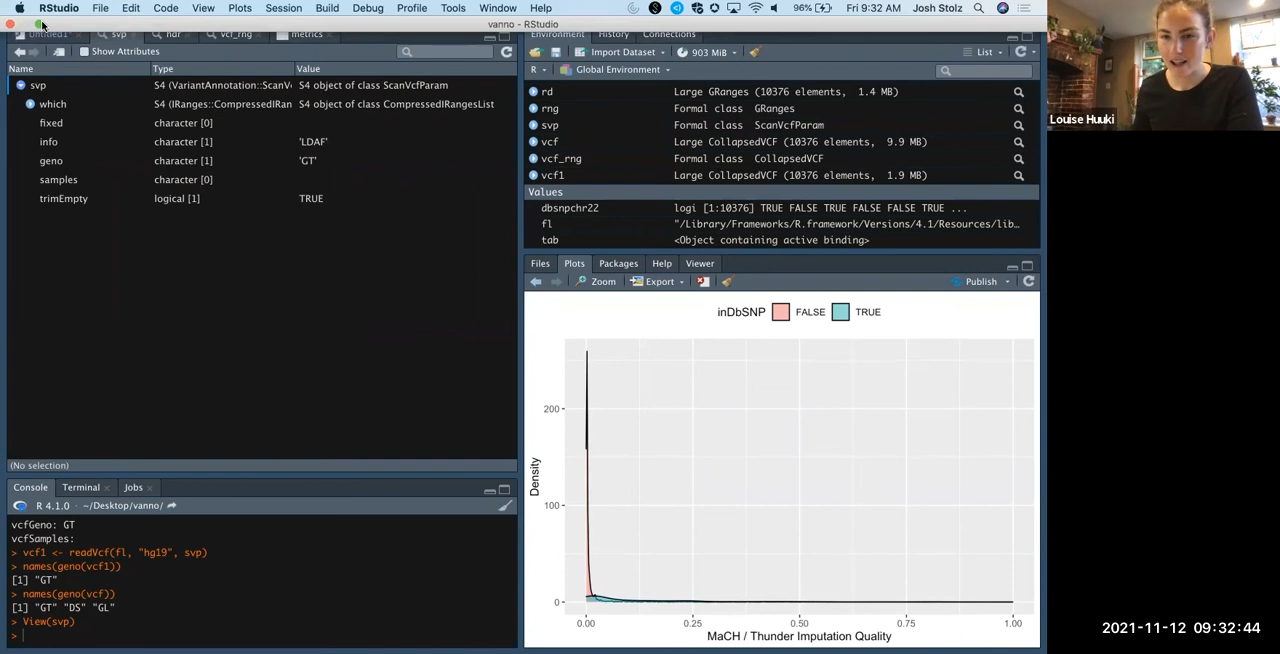 RStudio File Edit Code View Plots Session Build Debug Profile Tools Window Help 96% Fri 9:32 AM Josh Stolz
vanno - RStudio
Untitled1* svp hdr vcf_rng metrics
Show Attributes
Name Type Value
svp S4 (VariantAnnotation::ScanVc S4 object of class ScanVcfParam
which S4 (IRanges::CompressedIRan S4 object of class CompressedIRangesList
fixed character [0]
info character [1] 'LDAF'
geno character [1] 'GT'
samples character [0]
trimEmpty logical [1] TRUE
(No selection)
Console Terminal Jobs
R 4.1.0 · ~/Desktop/vanno/
vcfGeno: GT
vcfSamples:
> vcf1 <- readVcf(fl, "hg19", svp)
> names(geno(vcf1))
[1] "GT"
> names(geno(vcf))
[1] "GT" "DS" "GL"
> View(svp)
>
Environment History Connections
Import Dataset 903 MiB List
R Global Environment
rd Large GRanges (10376 elements, 1.4 MB)
rng Formal class GRanges
svp Formal class ScanVcfParam
vcf Large CollapsedVCF (10376 elements, 9.9 MB)
vcf_rng Formal class CollapsedVCF
vcf1 Large CollapsedVCF (10376 elements, 1.9 MB)
Values
dbsnpchr22 logi [1:10376] TRUE FALSE TRUE FALSE FALSE TRUE ...
fl "/Library/Frameworks/R.framework/Versions/4.1/Resources/lib…
tab <Object containing active binding>
Files Plots Packages Help Viewer
Zoom Export Publish
inDbSNP FALSE TRUE
Density
200
100
0
0.00 0.25 0.50 0.75 1.00
MaCH / Thunder Imputation Quality
Louise Huuki
2021-11-12 09:32:44